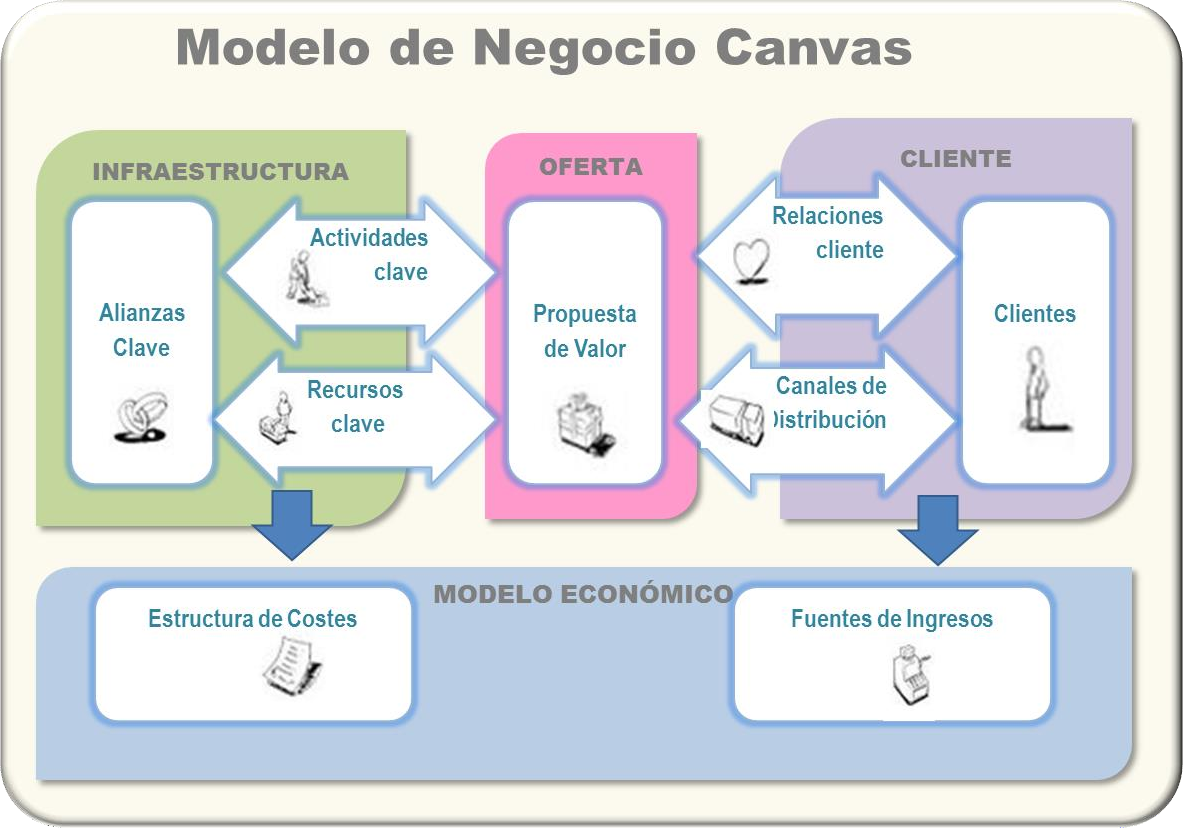 Modelo de Negocio Canvas
INFRAESTRUCTURA
OFERTA
CLIENTE
Alianzas
Clave
Actividades
clave
Recursos
clave
Propuesta
de Valor
Relaciones
cliente
Canales de
Distribución
Clientes
MODELO ECONÓMICO
Estructura de Costes
Fuentes de Ingresos